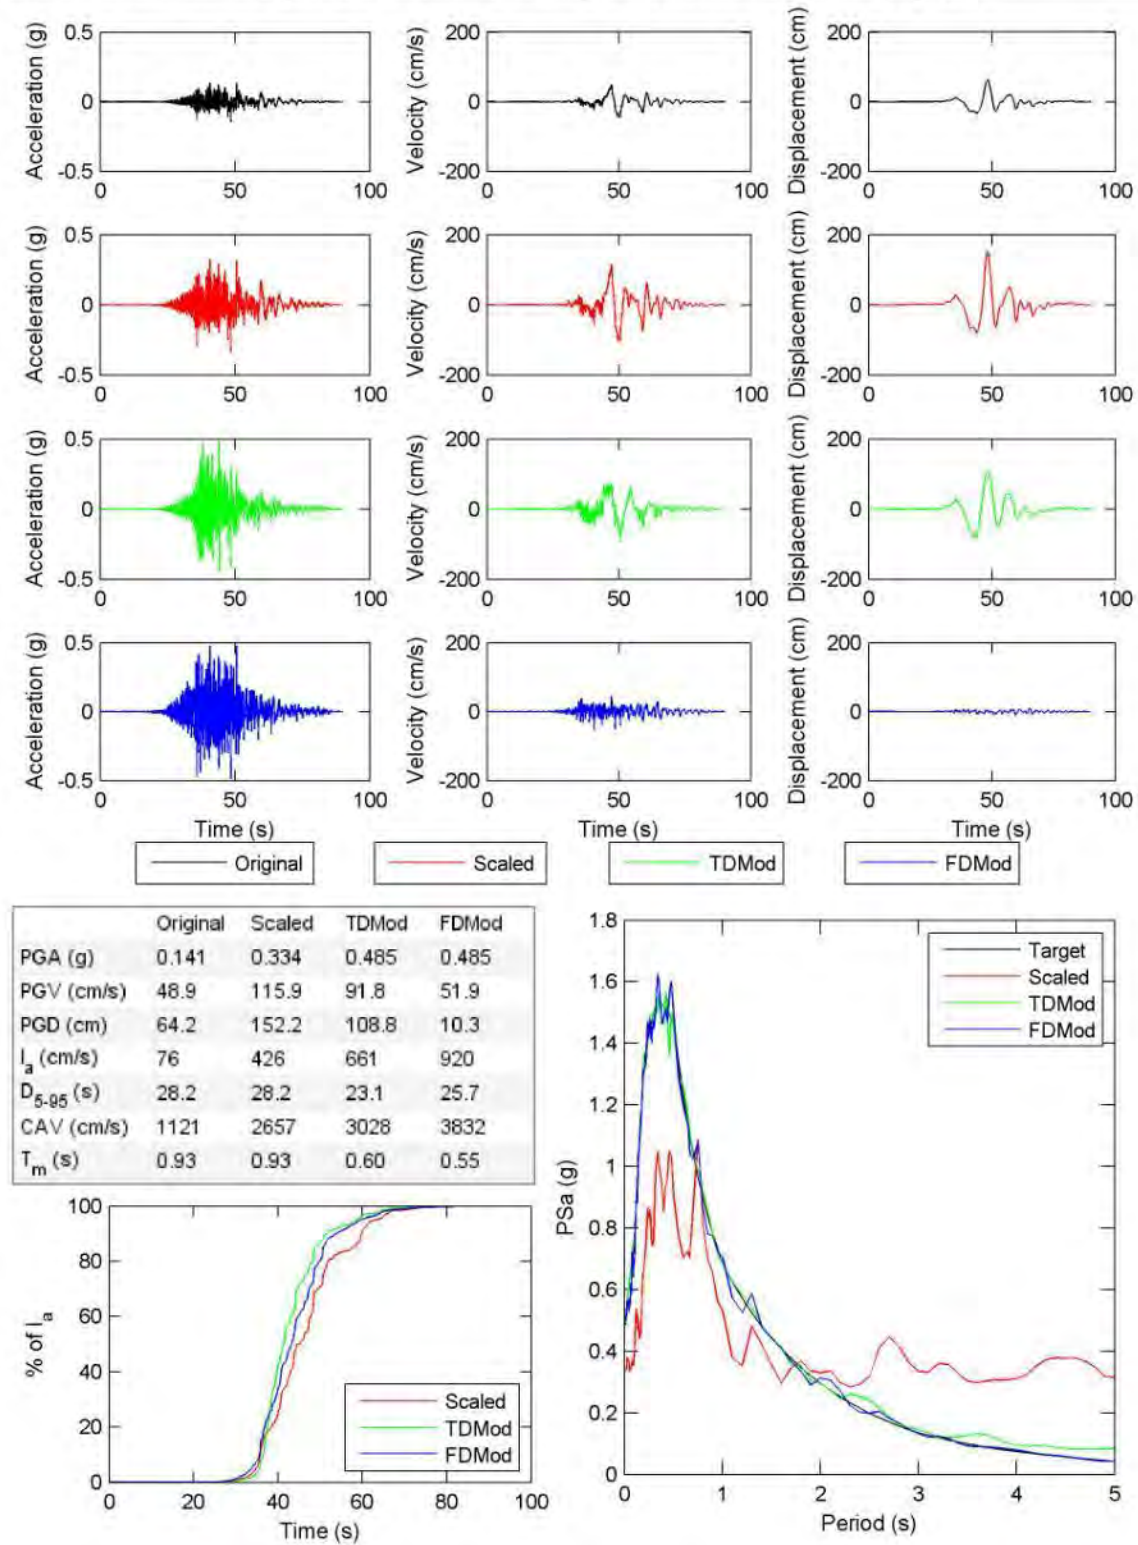 Acceleration (g)
0.5
0
-0.5
0 50 100
Velocity (cm/s)
200
0
-200
0 50 100
Displacement (cm)
200
0
-200
0 50 100
Acceleration (g)
0.5
0
-0.5
0 50 100
Velocity (cm/s)
200
0
-200
0 50 100
Displacement (cm)
200
0
-200
0 50 100
Acceleration (g)
0.5
0
-0.5
0 50 100
Velocity (cm/s)
200
0
-200
0 50 100
Displacement (cm)
200
0
-200
0 50 100
Acceleration (g)
0.5
0
-0.5
0 50 100
Time (s)
Velocity (cm/s)
200
0
-200
0 50 100
Time (s)
Displacement (cm)
200
0
-200
0 50 100
Time (s)
Original
Scaled
TDMod
FDMod
Original Scaled TDMod FDMod
PGA (g) 0.141 0.334 0.485 0.485
PGV (cm/s) 48.9 115.9 91.8 51.9
PGD (cm) 64.2 152.2 108.8 10.3
Ia (cm/s) 76 426 661 920
D5-95 (s) 28.2 28.2 23.1 25.7
CAV (cm/s) 1121 2657 3028 3832
Tm (s) 0.93 0.93 0.60 0.55
% of Ia
100
80
60
40
20
0
0 20 40 60 80 100
Time (s)
Scaled
TDMod
FDMod
PSa (g)
1.8
1.6
1.4
1.2
1
0.8
0.6
0.4
0.2
0
0 1 2 3 4 5
Period (s)
Target
Scaled
TDMod
FDMod